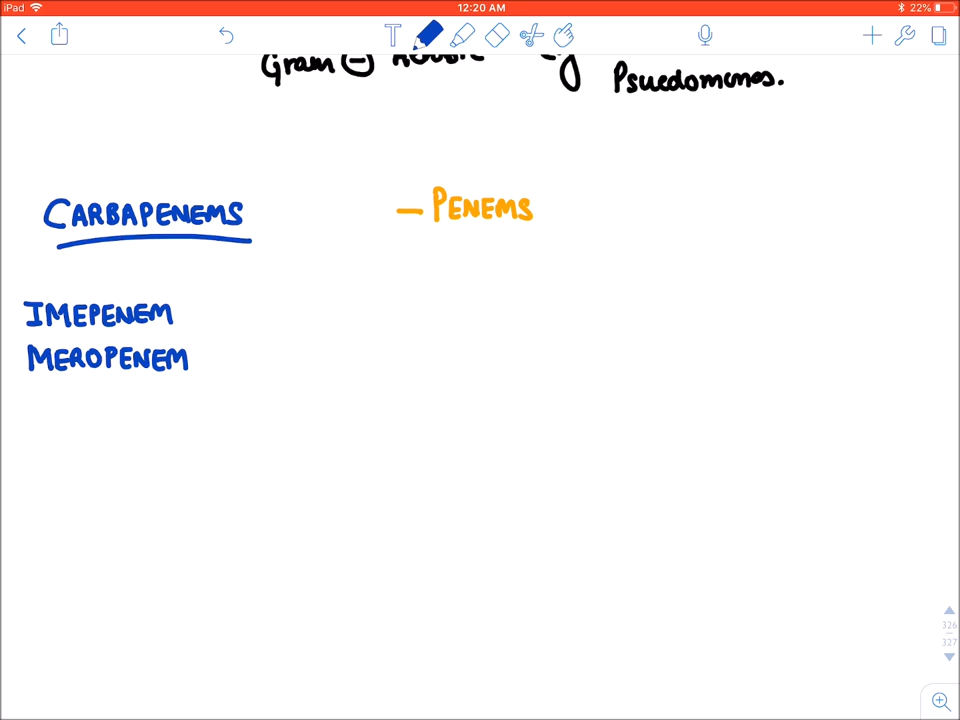 iPad 12:20 AM 22%
T
Gram
Psuedomonas.
CARBAPENEMS – PENEMS
IMEPENEM
MEROPENEM
326
327